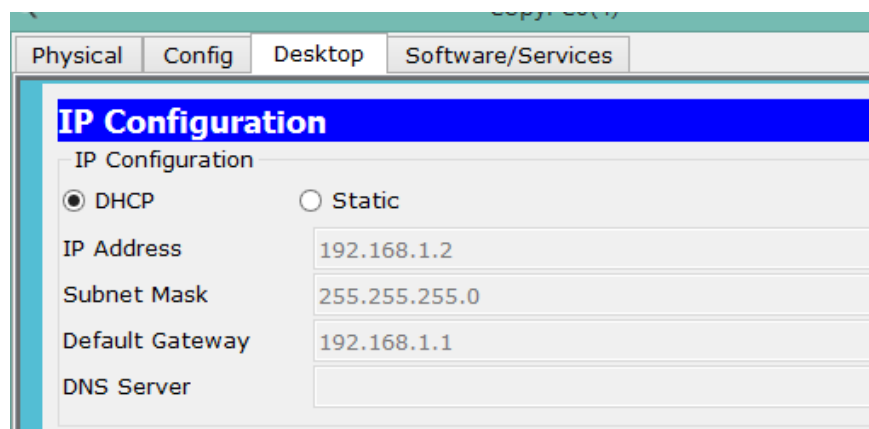 Physical Config Desktop Software/Services
IP Configuration
IP Configuration
DHCP Static
IP Address 192.168.1.2
Subnet Mask 255.255.255.0
Default Gateway 192.168.1.1
DNS Server